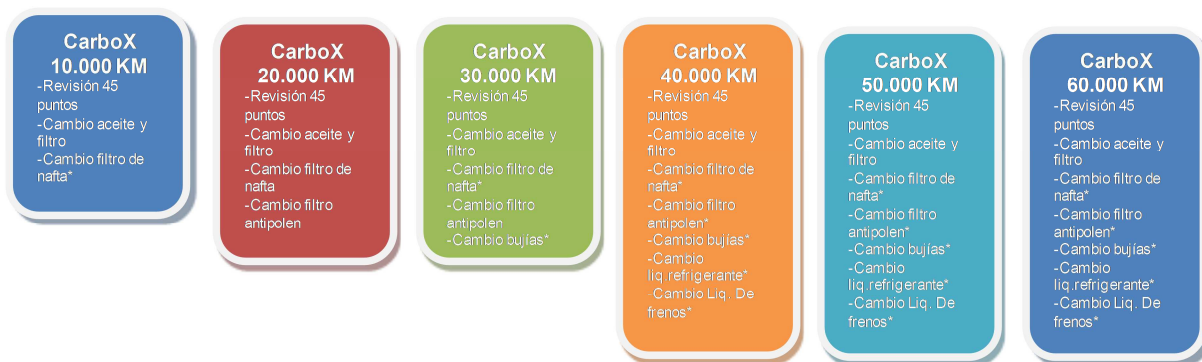 CarboX
10.000 KM
-Revisión 45
puntos
-Cambio aceite y
filtro
-Cambio filtro de
nafta*
CarboX
20.000 KM
-Revisión 45
puntos
-Cambio aceite y
filtro
-Cambio filtro de
nafta
-Cambio filtro
antipolen
CarboX
30.000 KM
-Revisión 45
puntos
-Cambio aceite y
filtro
-Cambio filtro de
nafta*
-Cambio filtro
antipolen
-Cambio bujías*
CarboX
40.000 KM
-Revisión 45
puntos
-Cambio aceite y
filtro
-Cambio filtro de
nafta*
-Cambio filtro
antipolen*
-Cambio bujías*
-Cambio
liq.refrigerante*
-Cambio Liq. De
frenos*
CarboX
50.000 KM
-Revisión 45
puntos
-Cambio aceite y
filtro
-Cambio filtro de
nafta*
-Cambio filtro
antipolen*
-Cambio bujías*
-Cambio
liq.refrigerante*
-Cambio Liq. De
frenos*
CarboX
60.000 KM
-Revisión 45
puntos
-Cambio aceite y
filtro
-Cambio filtro de
nafta*
-Cambio filtro
antipolen*
-Cambio bujías*
-Cambio
liq.refrigerante*
-Cambio Liq. De
frenos*